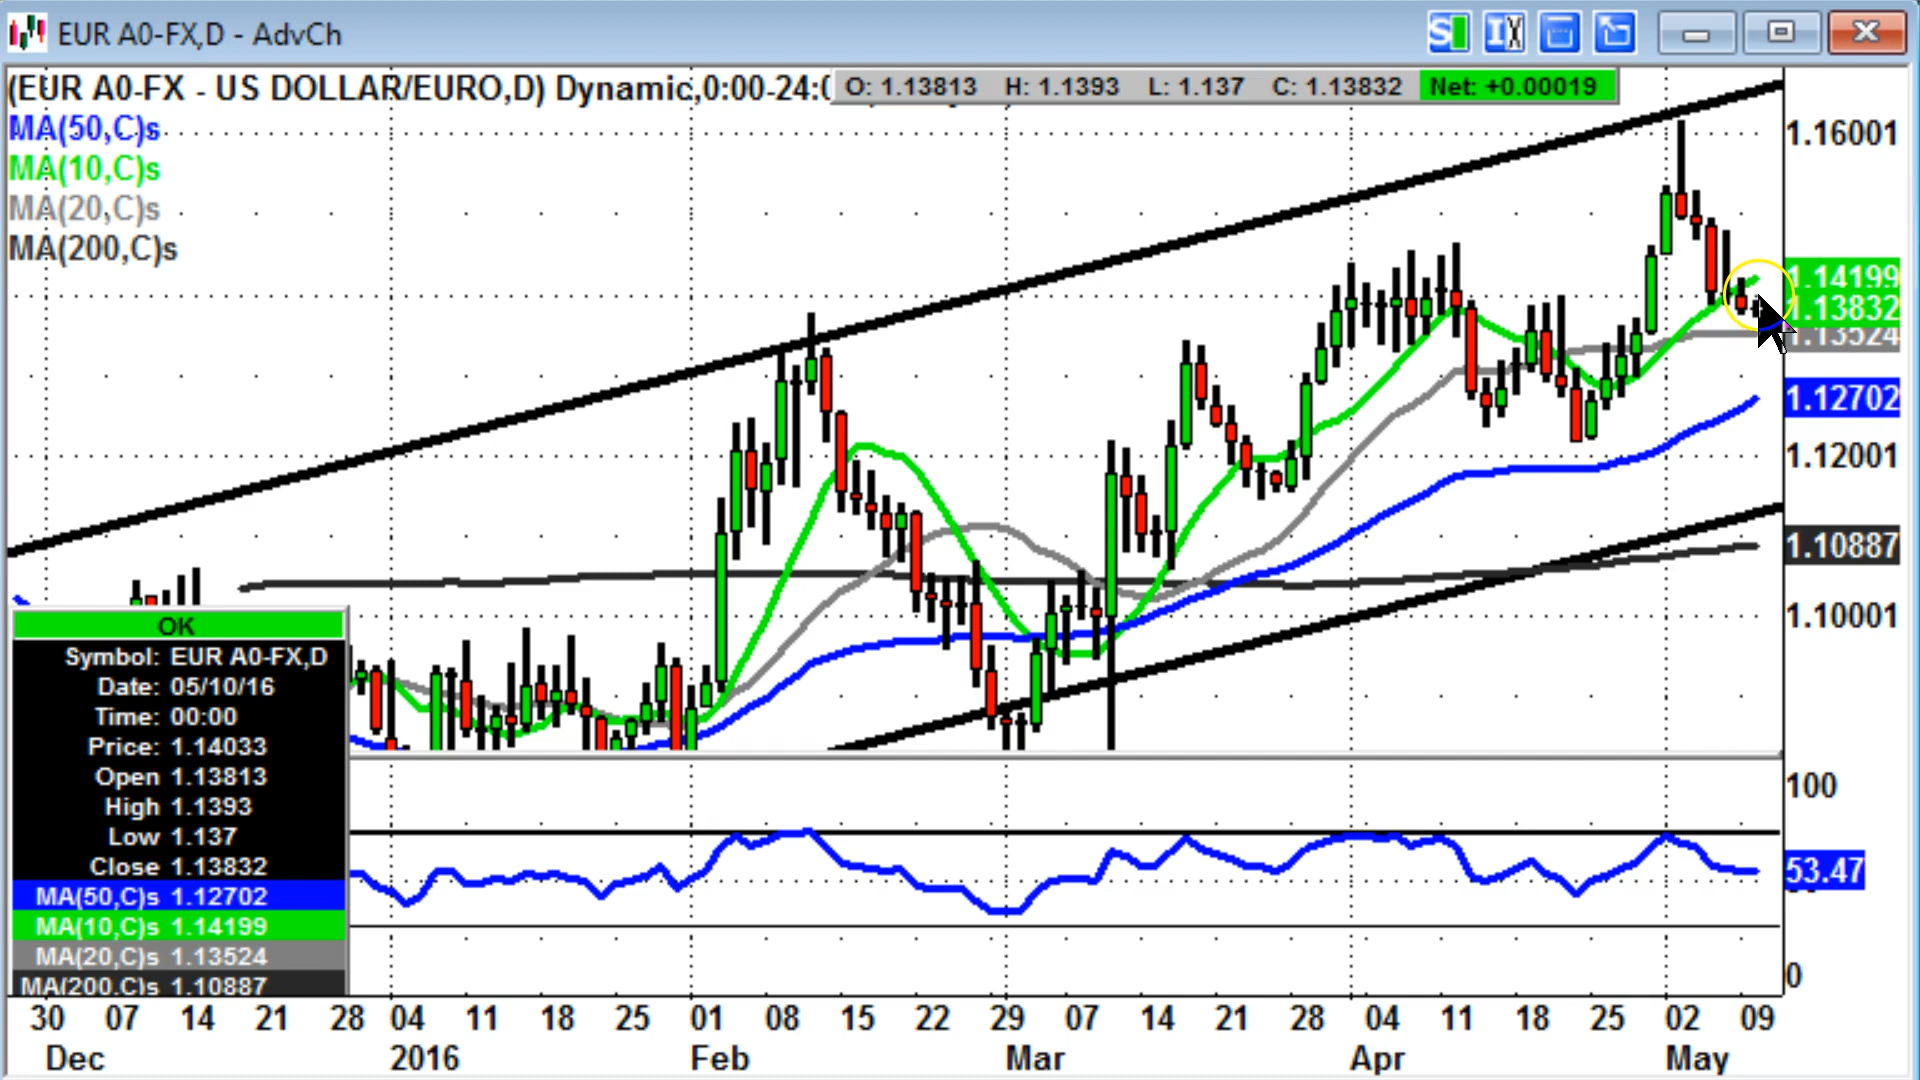 EUR A0-FX,D - AdvCh
(EUR A0-FX - US DOLLAR/EURO,D) Dynamic,0:00-24:0
O: 1.13813 H: 1.1393 L: 1.137 C: 1.13832 Net: +0.00019
MA(50,C)s
MA(10,C)s
MA(20,C)s
MA(200,C)s
1.16001
1.14199
1.13832
1.13524
1.12702
1.12001
1.10887
1.10001
OK
Symbol: EUR A0-FX,D
Date: 05/10/16
Time: 00:00
Price: 1.14033
Open 1.13813
High 1.1393
Low 1.137
Close 1.13832
MA(50,C)s 1.12702
MA(10,C)s 1.14199
MA(20,C)s 1.13524
MA(200,C)s 1.10887
100
53.47
0
30 07 14 21 28 04 11 18 25 01 08 15 22 29 07 14 21 28 04 11 18 25 02 09
Dec 2016 Feb Mar Apr May